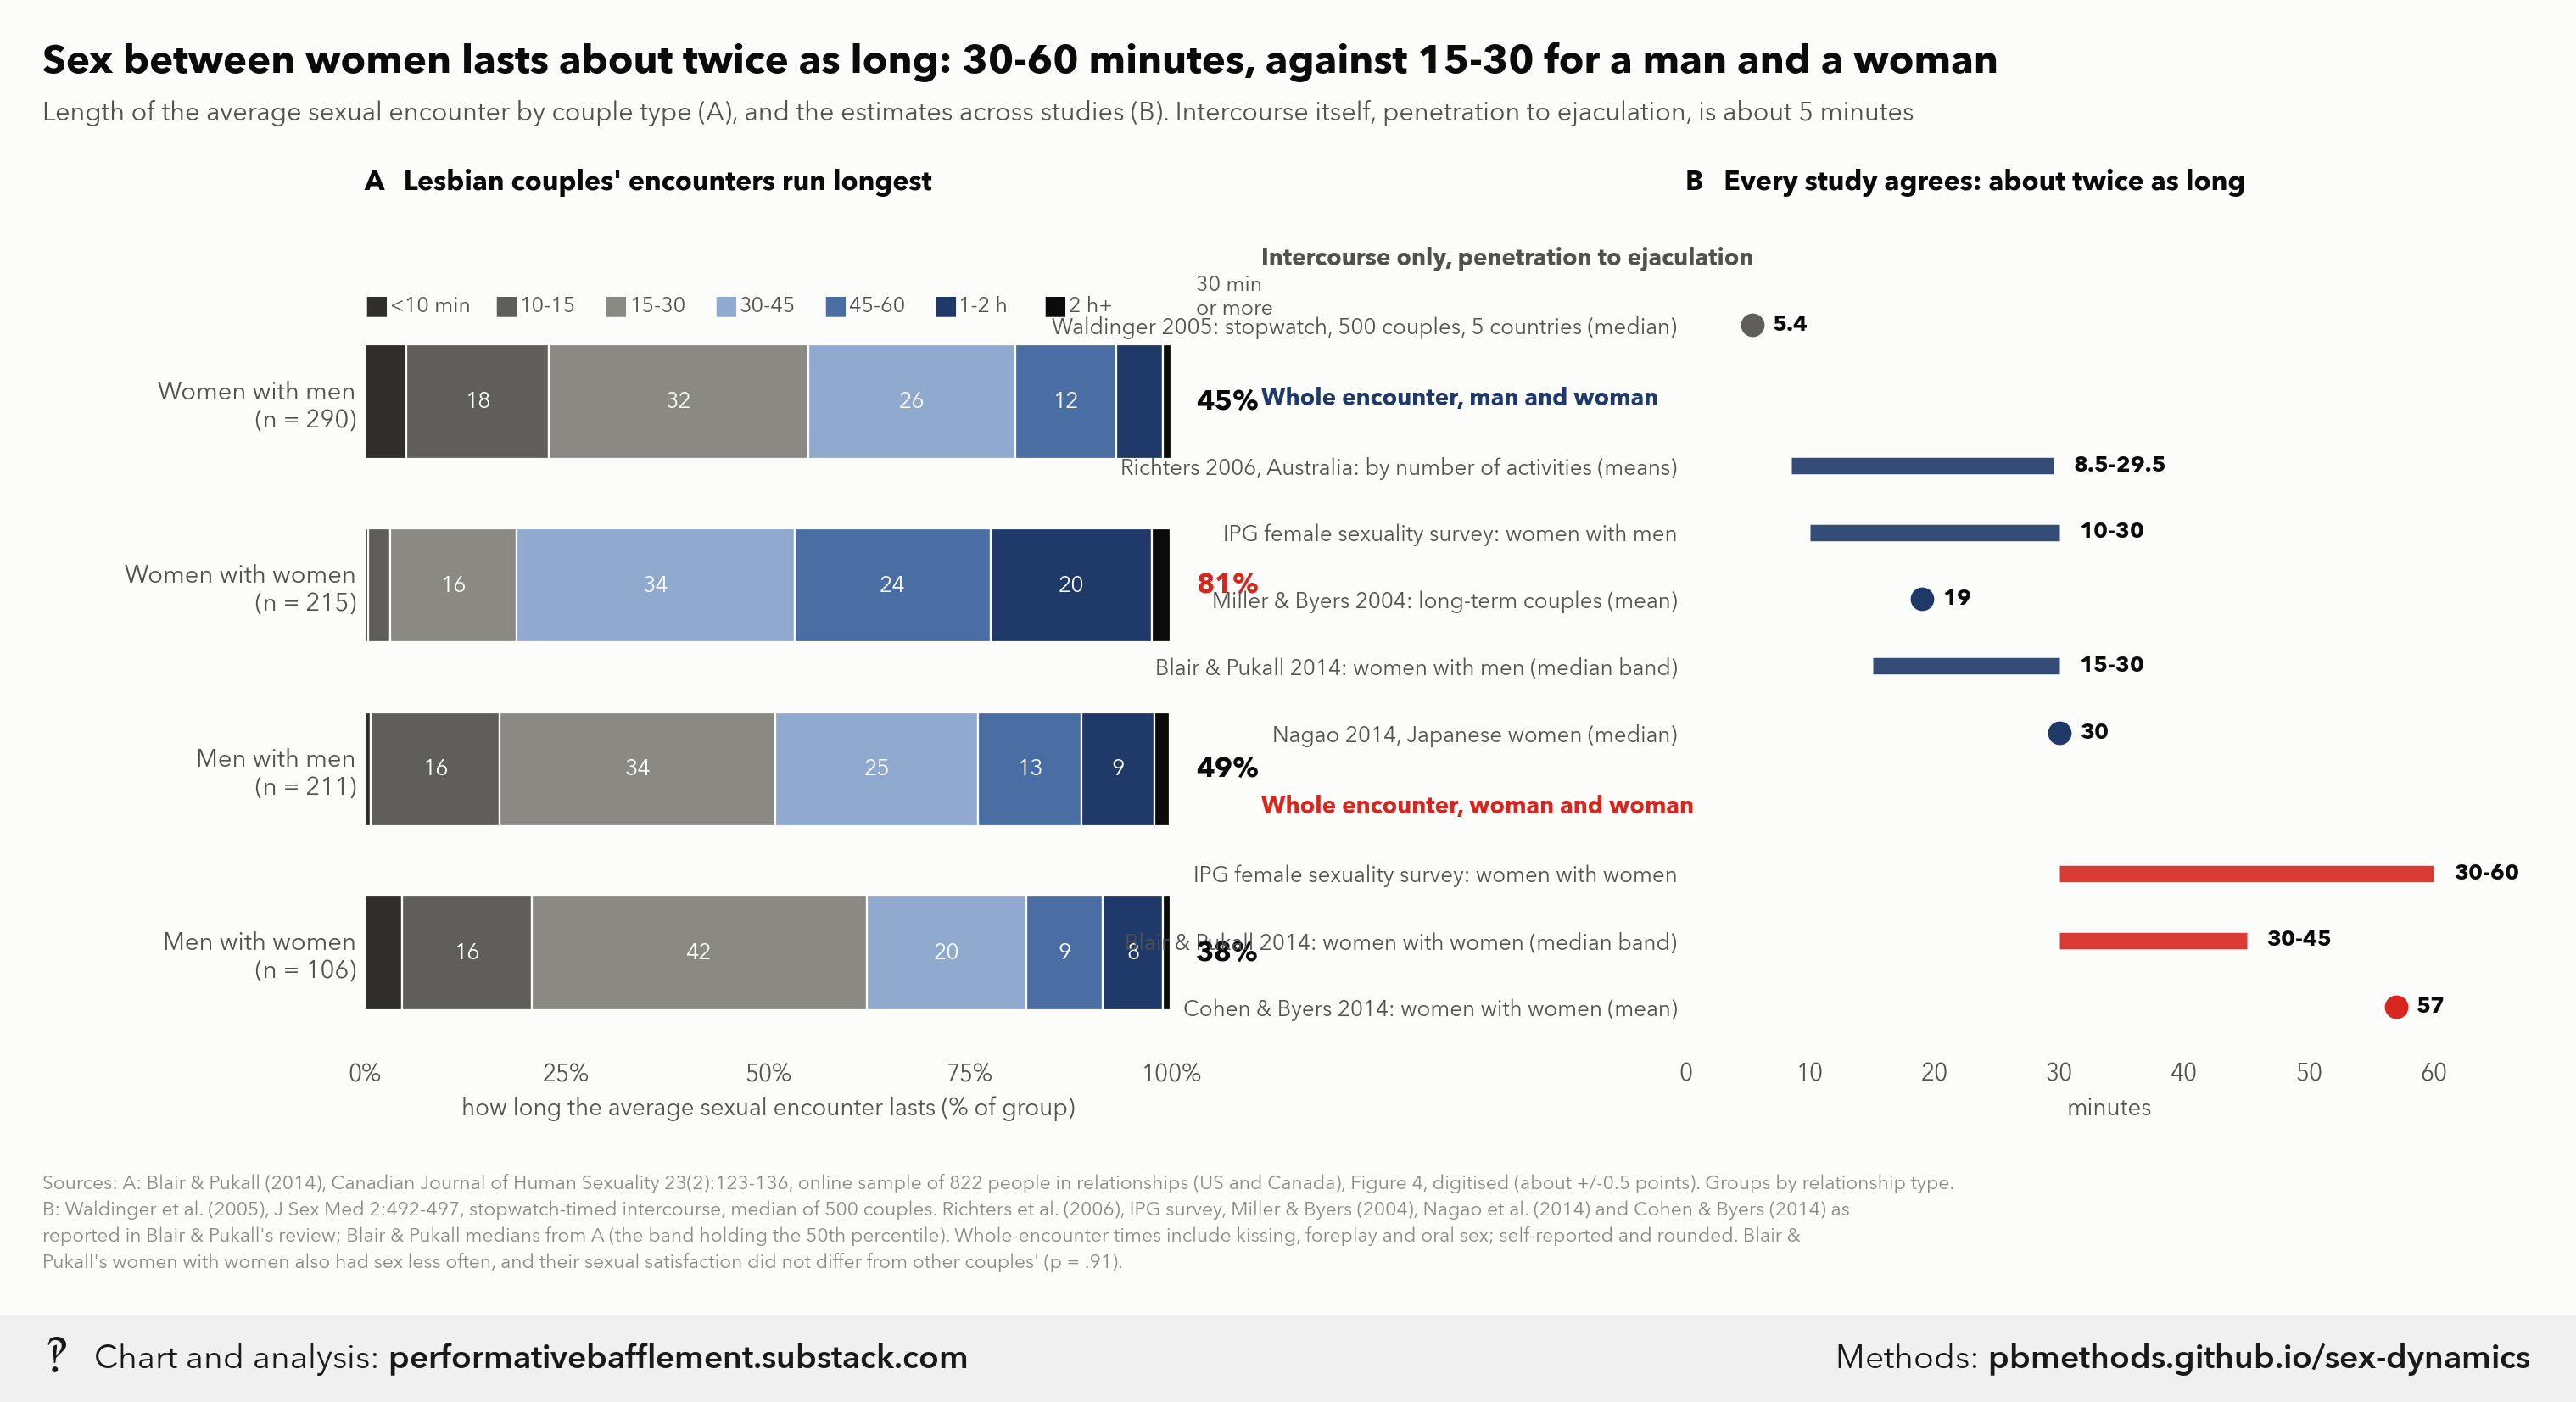 Sex between women lasts about twice as long: 30-60 minutes, against 15-30 for a man and a woman
Length of the average sexual encounter by couple type (A), and the estimates across studies (B). Intercourse itself, penetration to ejaculation, is about 5 minutes
A Lesbian couples' encounters run longest
<10 min 10-15 15-30 30-45 45-60 1-2 h 2 h+
30 min
or more
Women with men
(n = 290)
18 32 26 12
45%
Women with women
(n = 215)
16 34 24 20
81%
Men with men
(n = 211)
16 34 25 13 9
49%
Men with women
(n = 106)
16 42 20 9 8
38%
0% 25% 50% 75% 100%
how long the average sexual encounter lasts (% of group)
B Every study agrees: about twice as long
Intercourse only, penetration to ejaculation
Waldinger 2005: stopwatch, 500 couples, 5 countries (median) 5.4
Whole encounter, man and woman
Richters 2006, Australia: by number of activities (means) 8.5-29.5
IPG female sexuality survey: women with men 10-30
Miller & Byers 2004: long-term couples (mean) 19
Blair & Pukall 2014: women with men (median band) 15-30
Nagao 2014, Japanese women (median) 30
Whole encounter, woman and woman
IPG female sexuality survey: women with women 30-60
Blair & Pukall 2014: women with women (median band) 30-45
Cohen & Byers 2014: women with women (mean) 57
0 10 20 30 40 50 60
minutes
Sources: A: Blair & Pukall (2014), Canadian Journal of Human Sexuality 23(2):123-136, online sample of 822 people in relationships (US and Canada), Figure 4, digitised (about +/-0.5 points). Groups by relationship type.
B: Waldinger et al. (2005), J Sex Med 2:492-497, stopwatch-timed intercourse, median of 500 couples. Richters et al. (2006), IPG survey, Miller & Byers (2004), Nagao et al. (2014) and Cohen & Byers (2014) as
reported in Blair & Pukall's review; Blair & Pukall medians from A (the band holding the 50th percentile). Whole-encounter times include kissing, foreplay and oral sex; self-reported and rounded. Blair &
Pukall's women with women also had sex less often, and their sexual satisfaction did not differ from other couples' (p = .91).
‽ Chart and analysis: performativebafflement.substack.com
Methods: pbmethods.github.io/sex-dynamics